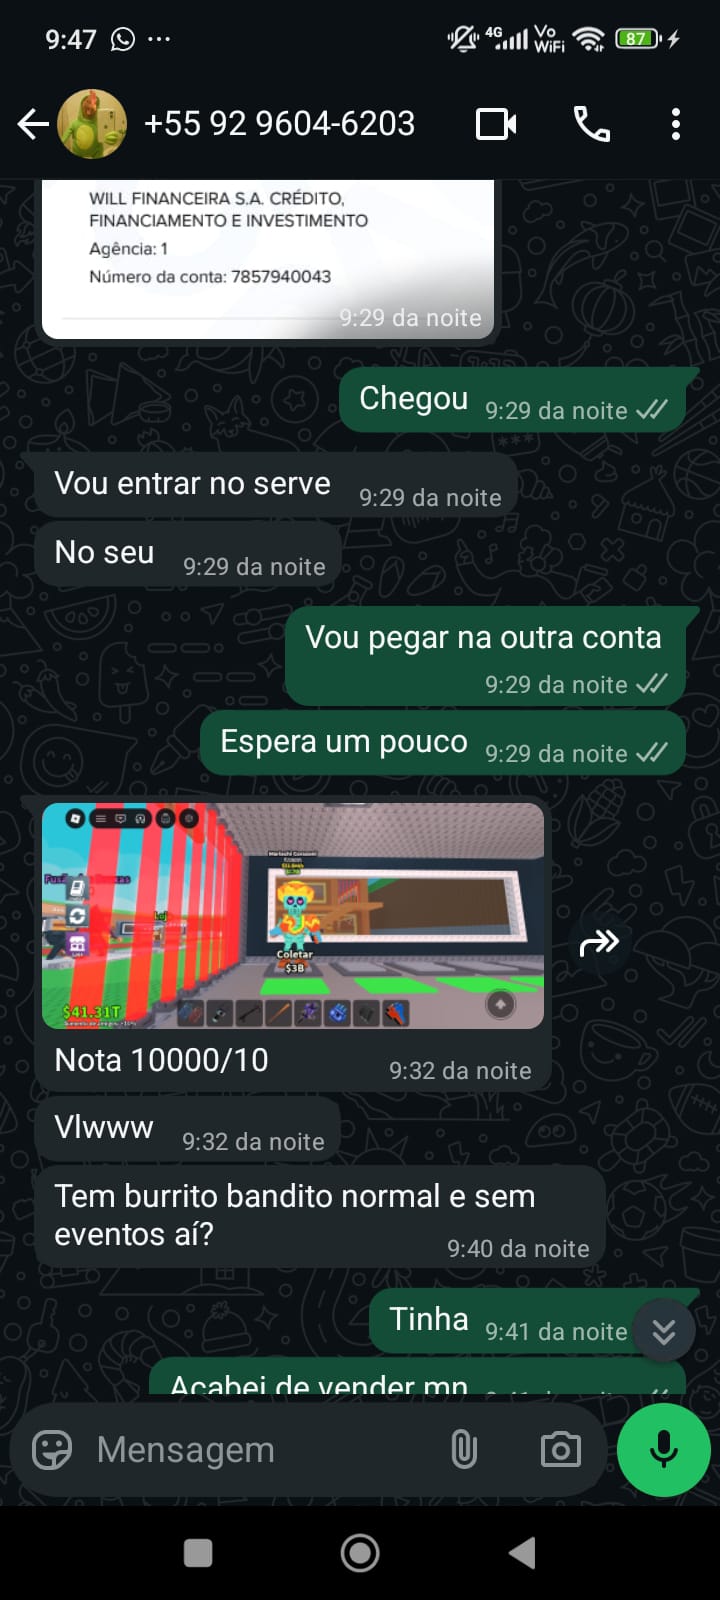 9:47
4G
Vo
WiFi
87
+55 92 9604-6203
WILL FINANCEIRA S.A. CRÉDITO,
FINANCIAMENTO E INVESTIMENTO
Agência: 1
Número da conta: 7857940043
9:29 da noite
Chegou 9:29 da noite
Vou entrar no serve 9:29 da noite
No seu 9:29 da noite
Vou pegar na outra conta
9:29 da noite
Espera um pouco 9:29 da noite
Coletar
$3B
$41.31T
Nota 10000/10 9:32 da noite
Vlwww 9:32 da noite
Tem burrito bandito normal e sem
eventos aí?
9:40 da noite
Tinha 9:41 da noite
Acabei de vender mn
Mensagem